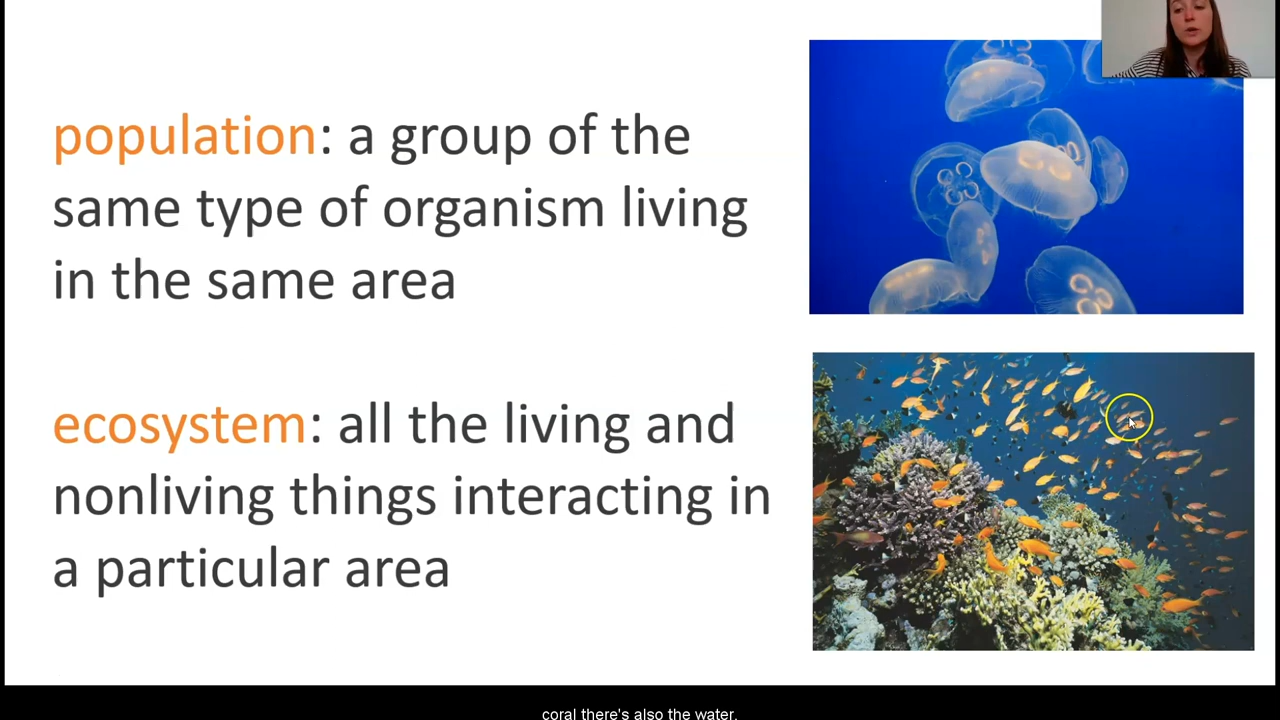 population: a group of the
same type of organism living
in the same area
ecosystem: all the living and
nonliving things interacting in
a particular area
coral there's also the water,